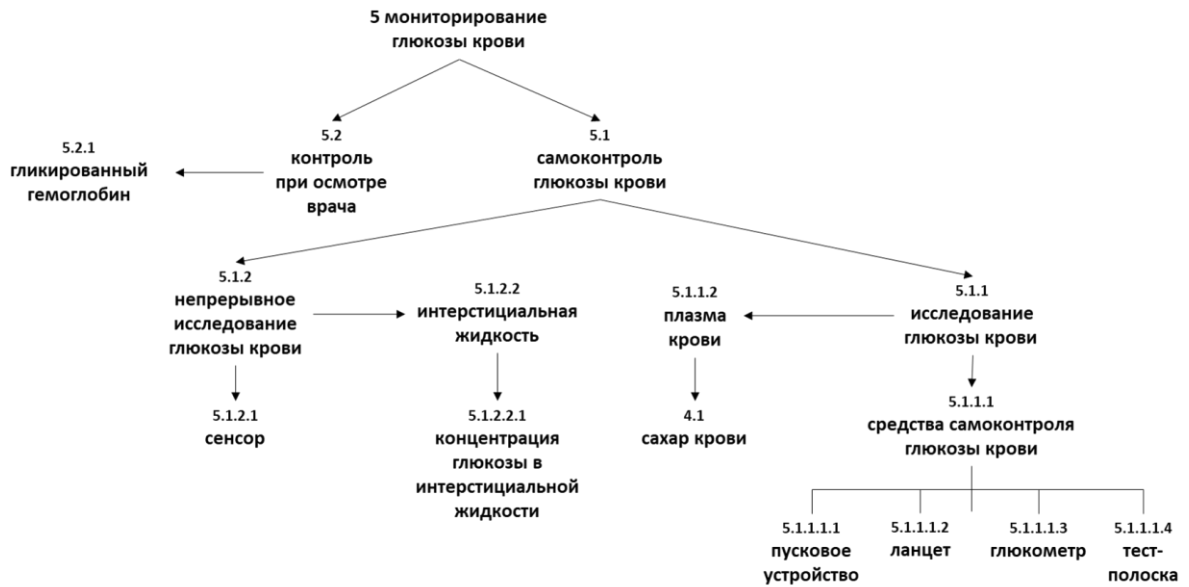 5 мониторирование
глюкозы крови
5.2
контроль
при осмотре
врача
5.1
самоконтроль
глюкозы крови
5.2.1
гликированный
гемоглобин
5.1.2
непрерывное
исследование
глюкозы крови
5.1.2.2
интерстициальная
жидкость
5.1.1.2
плазма
крови
5.1.1
исследование
глюкозы крови
5.1.2.1
сенсор
5.1.2.2.1
концентрация
глюкозы в
интерстициальной
жидкости
4.1
сахар крови
5.1.1.1
средства самоконтроля
глюкозы крови
5.1.1.1.1
пусковое
устройство
5.1.1.1.2
ланцет
5.1.1.1.3
глюкометр
5.1.1.1.4
тест-
полоска